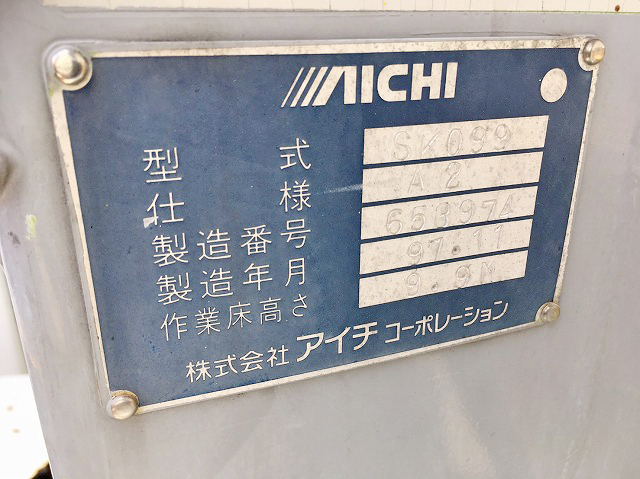 AICHI
型式 SK099
仕様 A2
製造番号 653974
製造年月 97.11
作業床高さ 9.9M
株式会社 アイチ コーポレーション